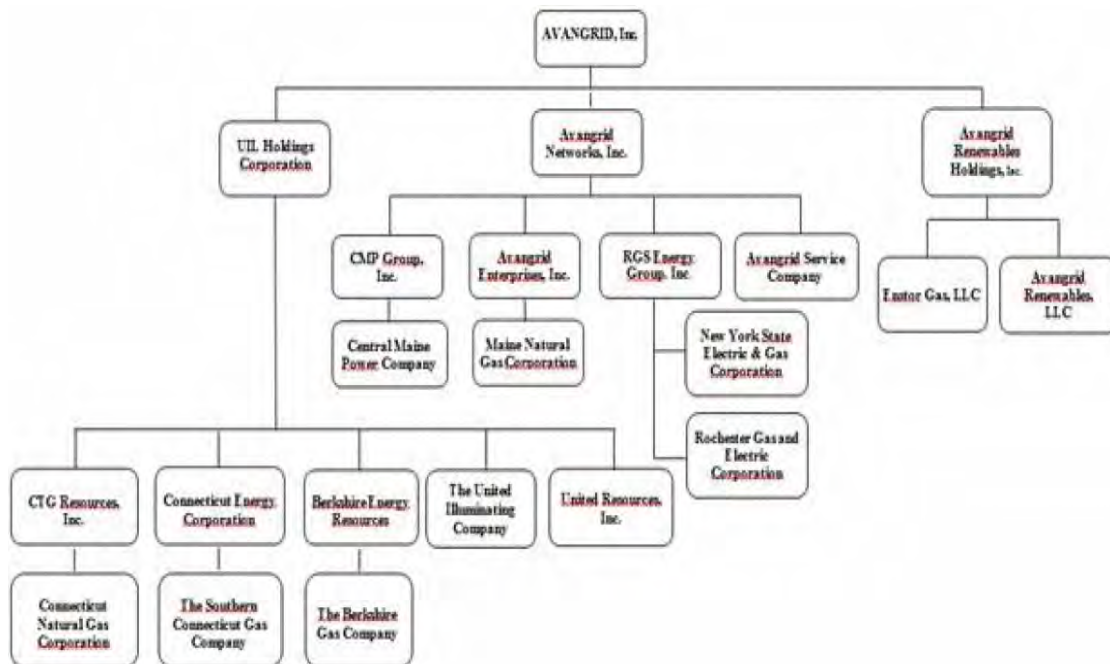 AVANGRID, Inc.
UIL Holdings
Corporation
Avangrid
Networks, Inc.
Avangrid
Renewables
Holdings, Inc.
CMP Group,
Inc.
Avangrid
Enterprises, Inc.
RGS Energy
Group, Inc.
Avangrid Service
Company
Enstor Gas, LLC
Avangrid
Renewables,
LLC
Central Maine
Power Company
Maine Natural
Gas Corporation
New York State
Electric & Gas
Corporation
Rochester Gas and
Electric
Corporation
CTG Resources,
Inc.
Connecticut Energy
Corporation
Berkshire Energy
Resources
The United
Illuminating
Company
United Resources,
Inc.
Connecticut
Natural Gas
Corporation
The Southern
Connecticut Gas
Company
The Berkshire
Gas Company